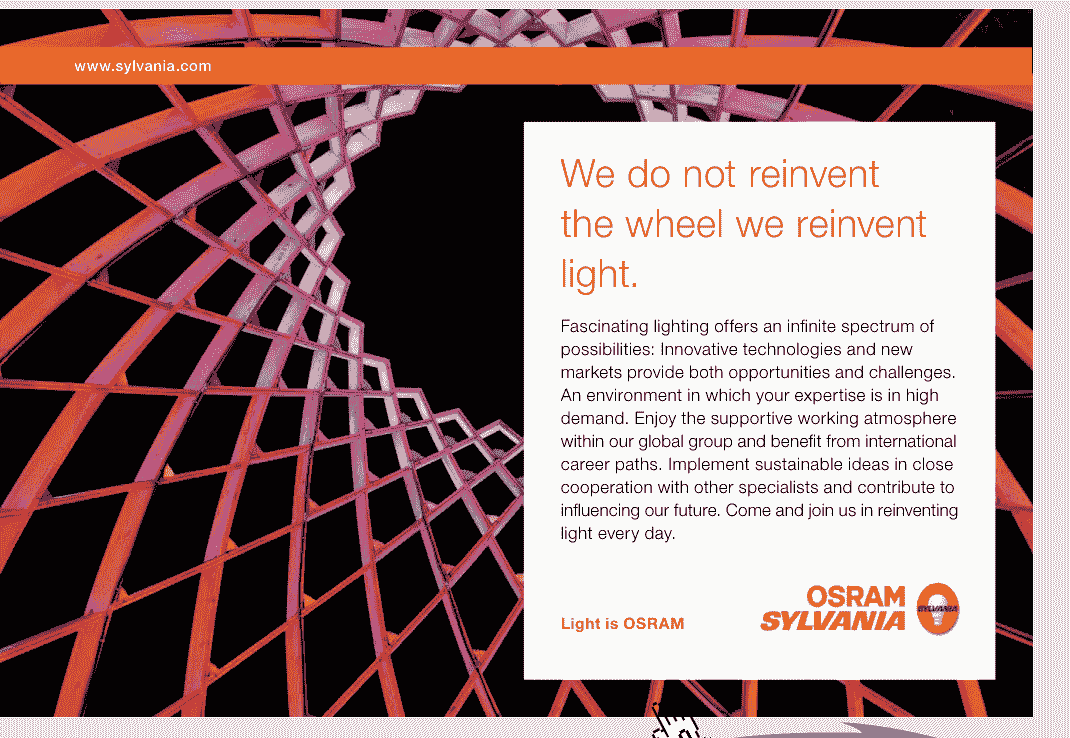 www.sylvania.com
We do not reinvent
the wheel we reinvent
light.
Fascinating lighting offers an infinite spectrum of
possibilities: Innovative technologies and new
markets provide both opportunities and challenges.
An environment in which your expertise is in high
demand. Enjoy the supportive working atmosphere
within our global group and benefit from international
career paths. Implement sustainable ideas in close
cooperation with other specialists and contribute to
influencing our future. Come and join us in reinventing
light every day.
Light is OSRAM
OSRAM
SYLVANIA
SYLVANIA